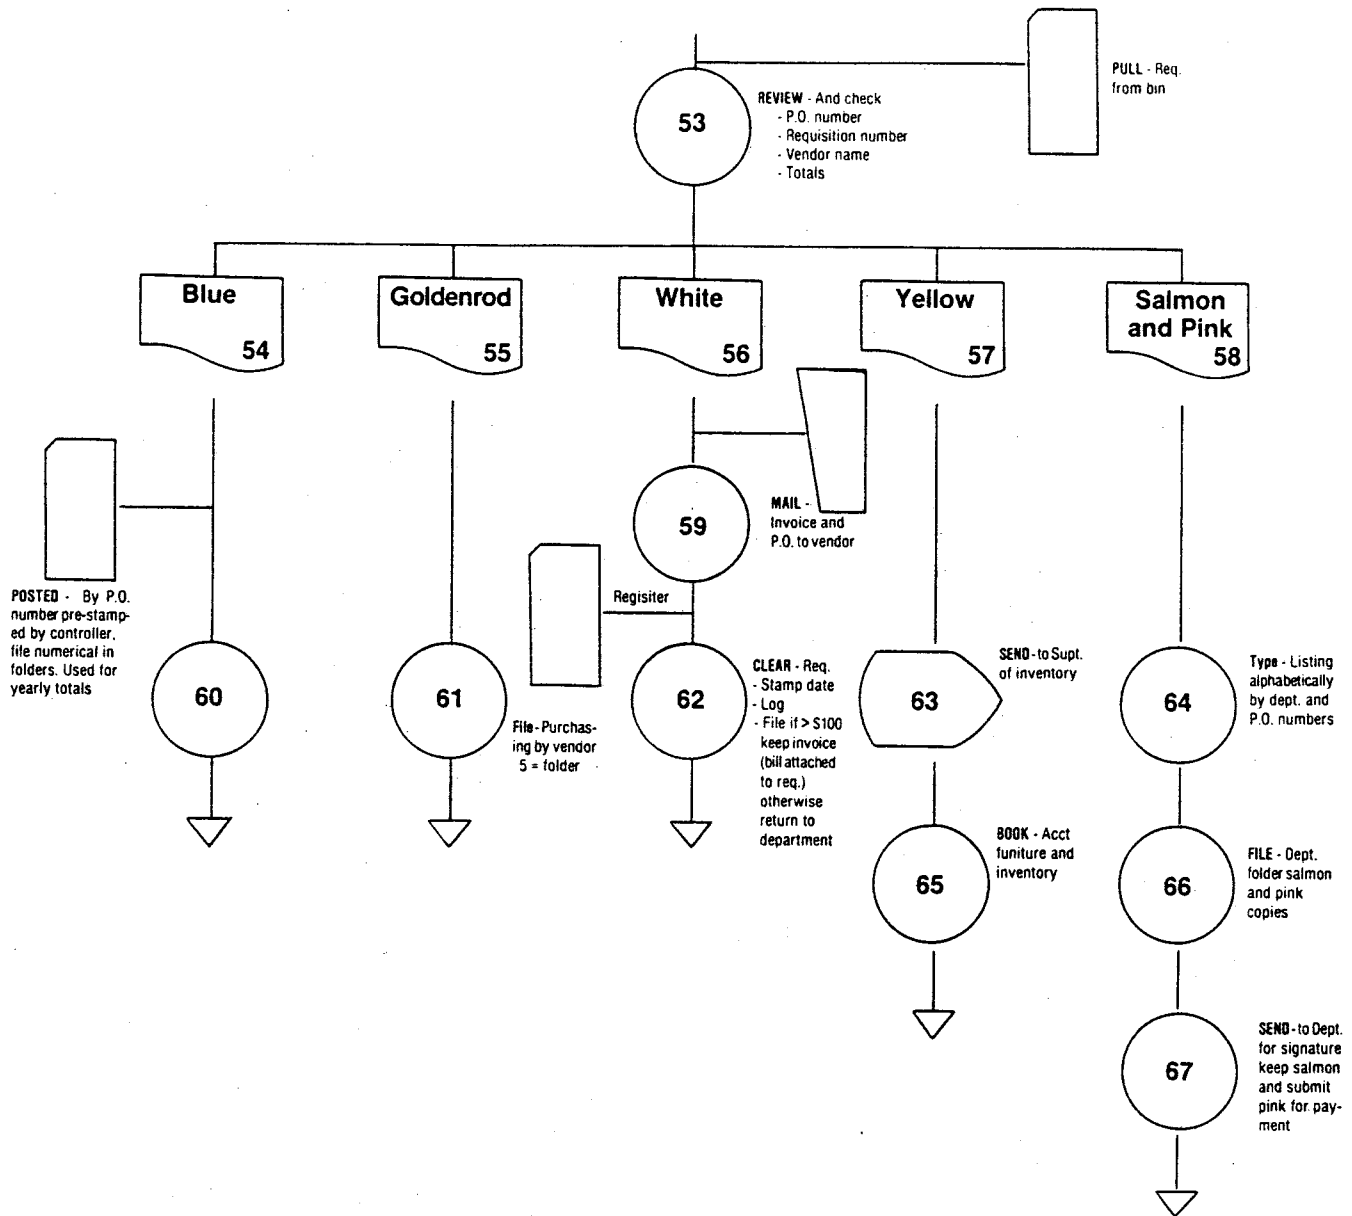 PULL - Req.
from bin
53
REVIEW - And check
- P.O. number
- Requisition number
- Vendor name
- Totals
Blue
54
Goldenrod
55
White
56
Yellow
57
Salmon
and Pink
58
59
MAIL -
Invoice and
P.O. to vendor
POSTED - By P.O.
number pre-stamp-
ed by controller,
file numerical in
folders. Used for
yearly totals
60
61
File - Purchas-
ing by vendor
5 = folder
Regisiter
62
CLEAR - Req.
- Stamp date
- Log
- File if > $100
keep invoice
(bill attached
to req.)
otherwise
return to
department
63
SEND - to Supt.
of inventory
64
Type - Listing
alphabetically
by dept. and
P.O. numbers
65
BOOK - Acct
funiture and
inventory
66
FILE - Dept.
folder salmon
and pink
copies
67
SEND - to Dept.
for signature
keep salmon
and submit
pink for pay-
ment